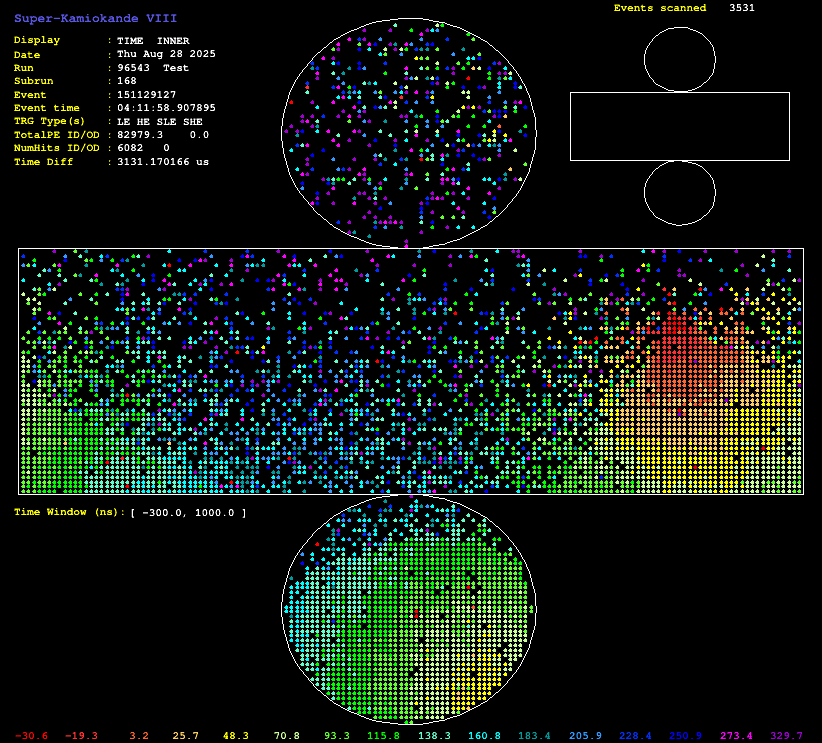 Super-Kamiokande VIII
Events scanned 3531
Display : TIME INNER
Date : Thu Aug 28 2025
Run : 96543 Test
Subrun : 168
Event : 151129127
Event time : 04:11:58.907895
TRG Type(s) : LE HE SLE SHE
TotalPE ID/OD : 82979.3 0.0
NumHits ID/OD : 6082 0
Time Diff : 3131.170166 us
Time Window (ns): [ -300.0, 1000.0 ]
-30.6 -19.3 3.2 25.7 48.3 70.8 93.3 115.8 138.3 160.8 183.4 205.9 228.4 250.9 273.4 329.7